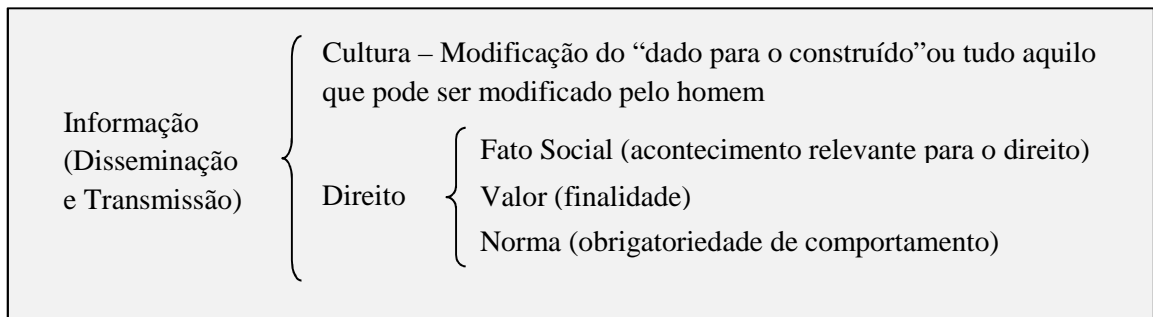 Cultura – Modificação do “dado para o construído”ou tudo aquilo
que pode ser modificado pelo homem
Informação
(Disseminação
e Transmissão)
Direito
Fato Social (acontecimento relevante para o direito)
Valor (finalidade)
Norma (obrigatoriedade de comportamento)